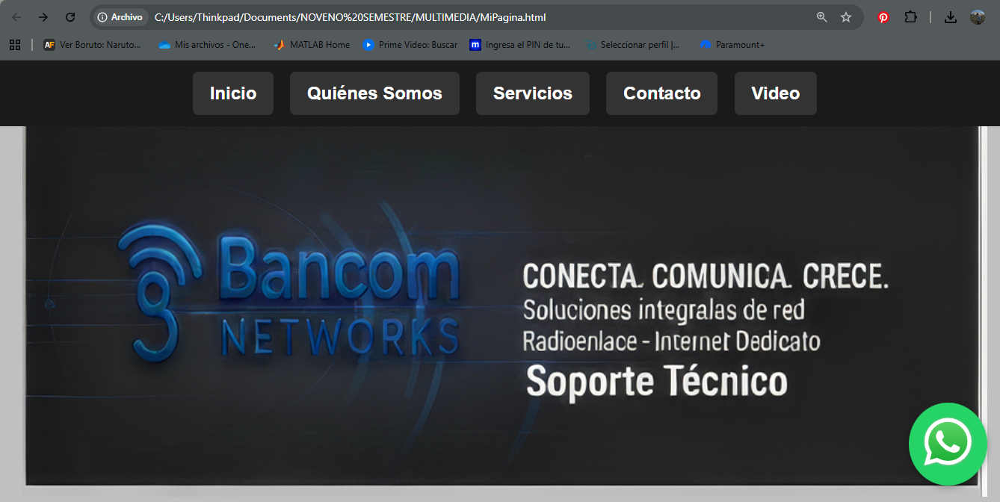 Archivo C:/Users/Thinkpad/Documents/NOVENO%20SEMESTRE/MULTIMEDIA/MiPagina.html
AF Ver Boruto: Naruto... Mis archivos - One... MATLAB Home Prime Video: Buscar m Ingresa el PIN de tu... Seleccionar perfil |... Paramount+
Inicio Quiénes Somos Servicios Contacto Video
Bancom
NETWORKS
CONECTA. COMUNICA. CRECE.
Soluciones integralas de red
Radioenlace - Internet Dedicato
Soporte Técnico